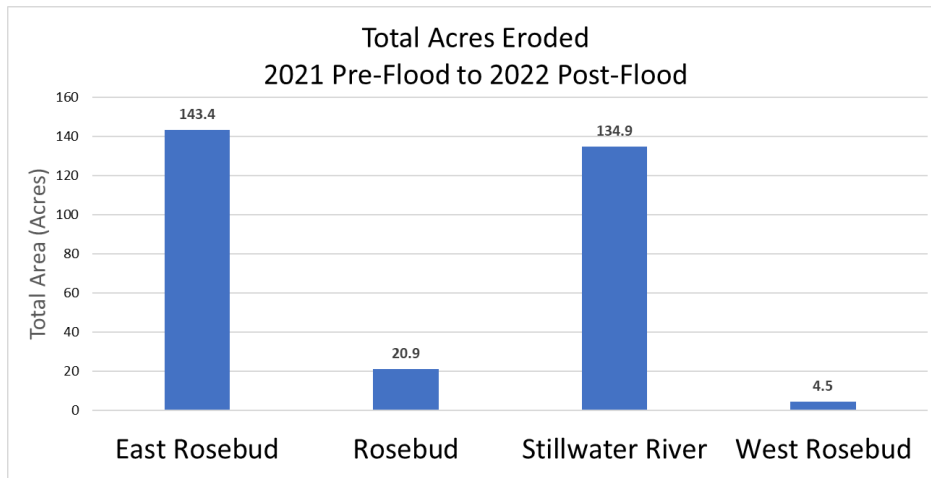 Total Acres Eroded
2021 Pre-Flood to 2022 Post-Flood
Total Area (Acres)
160
140
120
100
80
60
40
20
0
143.4
20.9
134.9
4.5
East Rosebud
Rosebud
Stillwater River
West Rosebud